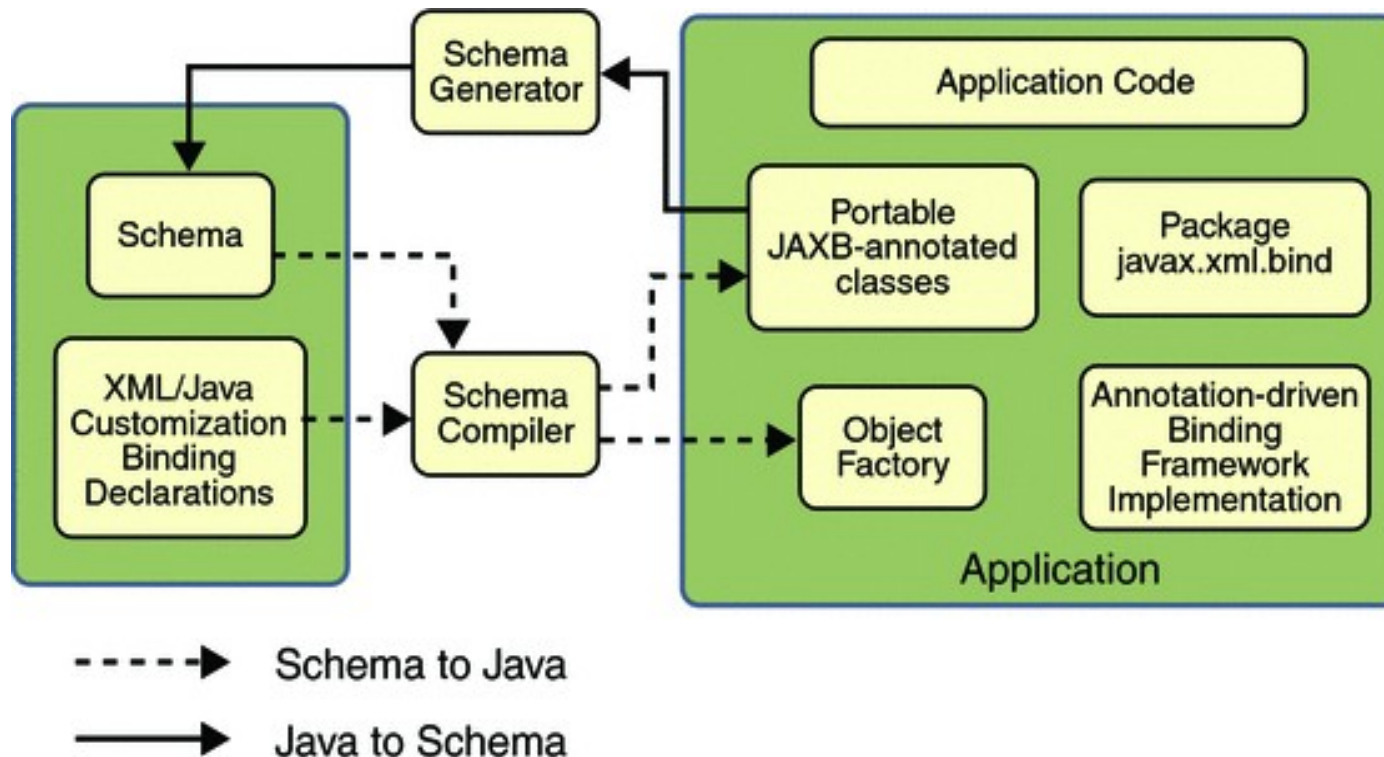 Schema
Generator
Application Code
Schema
Portable
JAXB-annotated
classes
Package
javax.xml.bind
XML/Java
Customization
Binding
Declarations
Schema
Compiler
Object
Factory
Annotation-driven
Binding
Framework
Implementation
Application
Schema to Java
Java to Schema